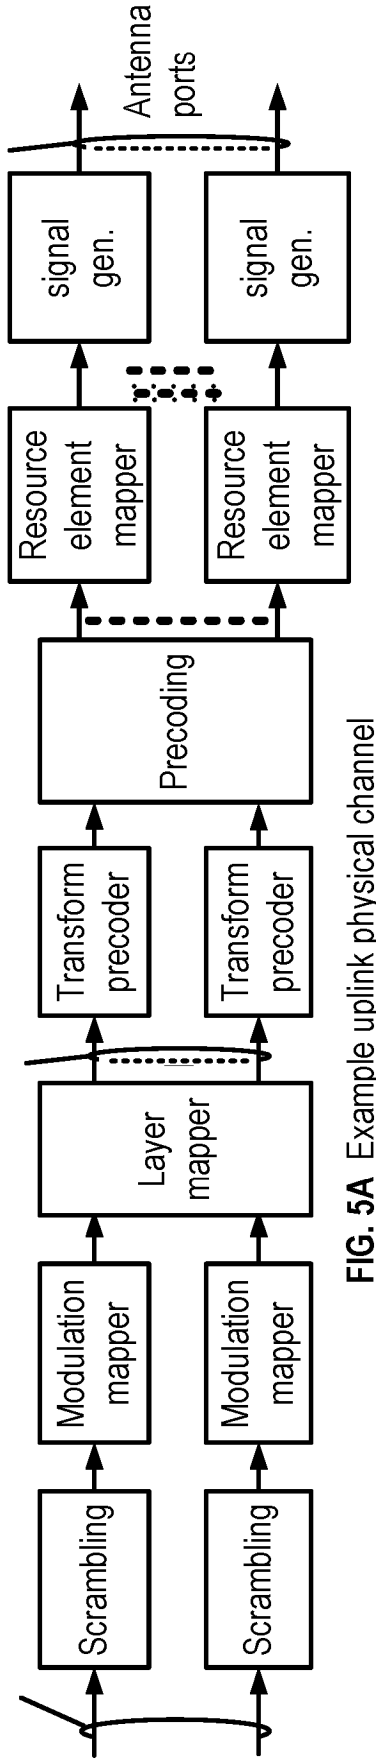 Scrambling
Scrambling
Modulation
mapper
Modulation
mapper
Layer
mapper
Transform
precoder
Transform
precoder
Precoding
Resource
element
mapper
Resource
element
mapper
signal
gen.
signal
gen.
Antenna
ports
FIG. 5A Example uplink physical channel